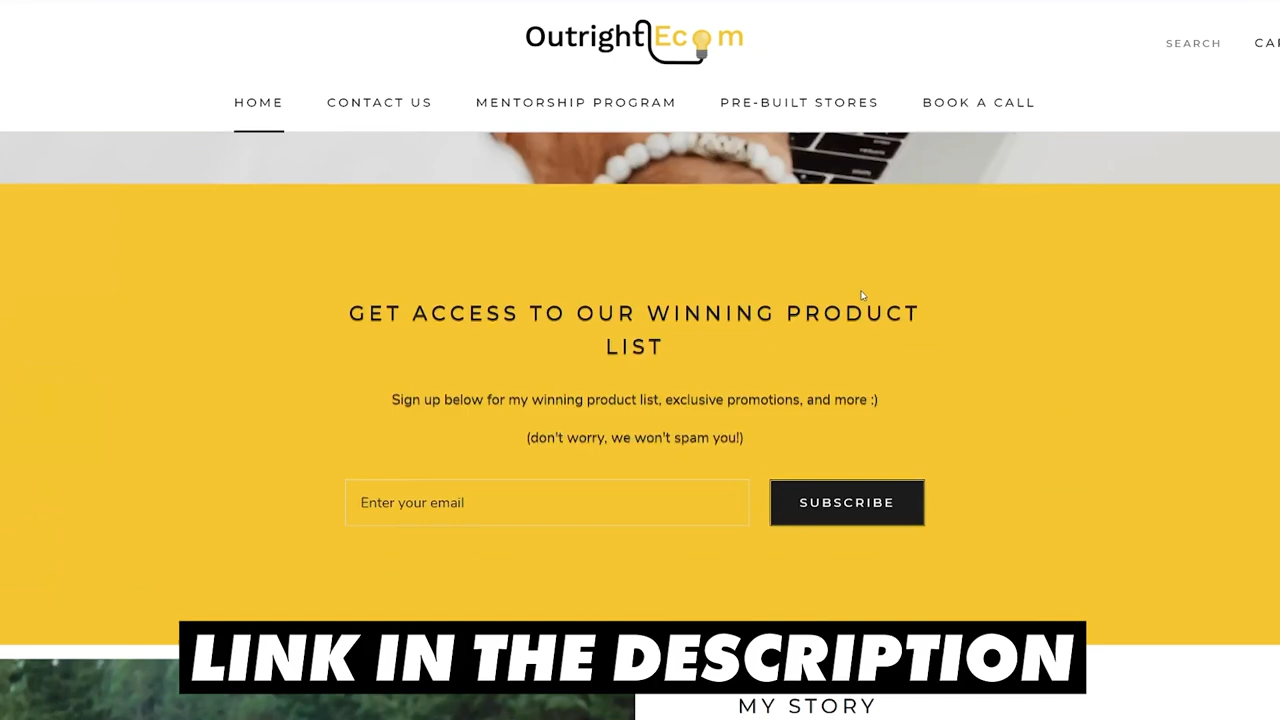 Outright Ecom
SEARCH
HOME
CONTACT US
MENTORSHIP PROGRAM
PRE-BUILT STORES
BOOK A CALL
GET ACCESS TO OUR WINNING PRODUCT
LIST
Sign up below for my winning product list, exclusive promotions, and more :)
(don't worry, we won't spam you!)
Enter your email
SUBSCRIBE
LINK IN THE DESCRIPTION
MY STORY